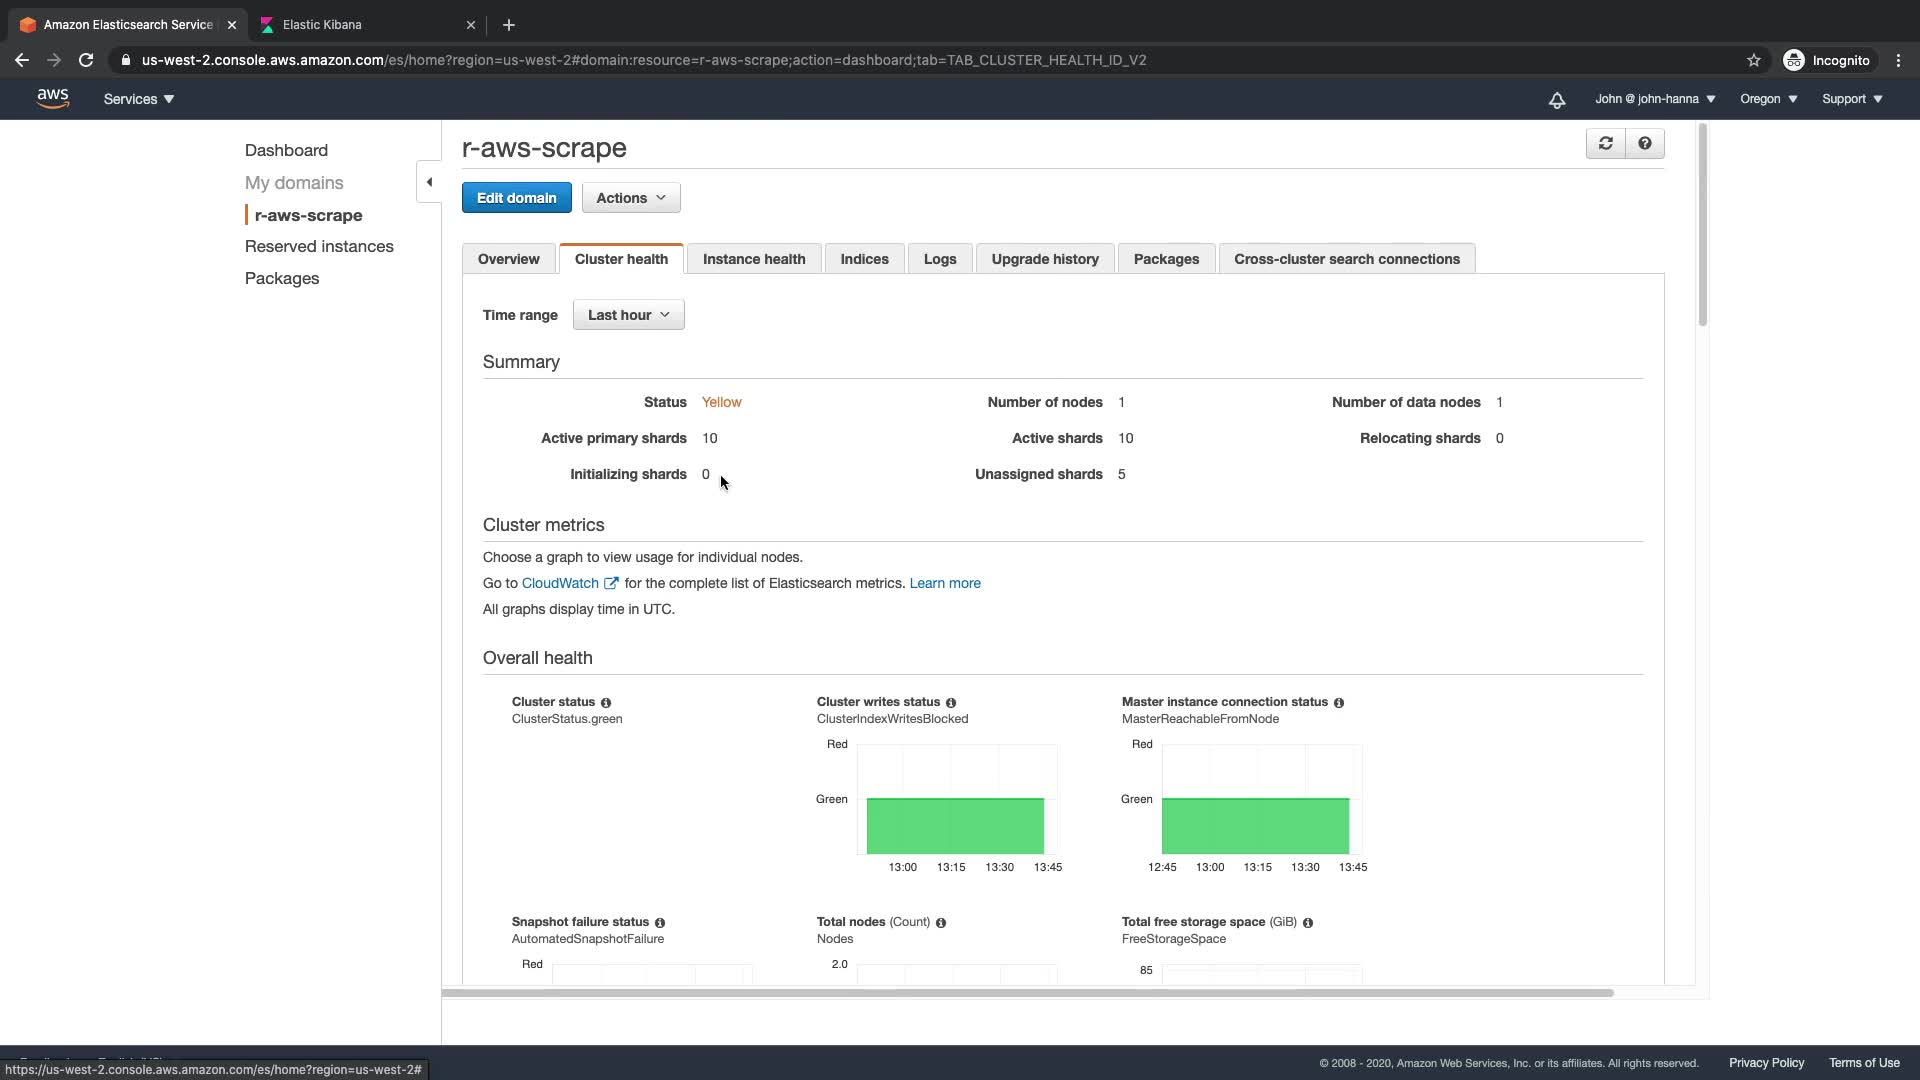 Amazon Elasticsearch Service
Elastic Kibana
us-west-2.console.aws.amazon.com/es/home?region=us-west-2#domain:resource=r-aws-scrape;action=dashboard;tab=TAB_CLUSTER_HEALTH_ID_V2
Incognito
aws
Services
John @ john-hanna
Oregon
Support
Dashboard
My domains
r-aws-scrape
Reserved instances
Packages
r-aws-scrape
Edit domain
Actions
Overview
Cluster health
Instance health
Indices
Logs
Upgrade history
Packages
Cross-cluster search connections
Time range
Last hour
Summary
Status Yellow
Number of nodes 1
Number of data nodes 1
Active primary shards 10
Active shards 10
Relocating shards 0
Initializing shards 0
Unassigned shards 5
Cluster metrics
Choose a graph to view usage for individual nodes.
Go to CloudWatch for the complete list of Elasticsearch metrics. Learn more
All graphs display time in UTC.
Overall health
Cluster status
ClusterStatus.green
Cluster writes status
ClusterIndexWritesBlocked
Red
Green
13:00 13:15 13:30 13:45
Master instance connection status
MasterReachableFromNode
Red
Green
12:45 13:00 13:15 13:30 13:45
Snapshot failure status
AutomatedSnapshotFailure
Red
Total nodes (Count)
Nodes
2.0
Total free storage space (GiB)
FreeStorageSpace
85
https://us-west-2.console.aws.amazon.com/es/home?region=us-west-2#
© 2008 - 2020, Amazon Web Services, Inc. or its affiliates. All rights reserved.
Privacy Policy
Terms of Use